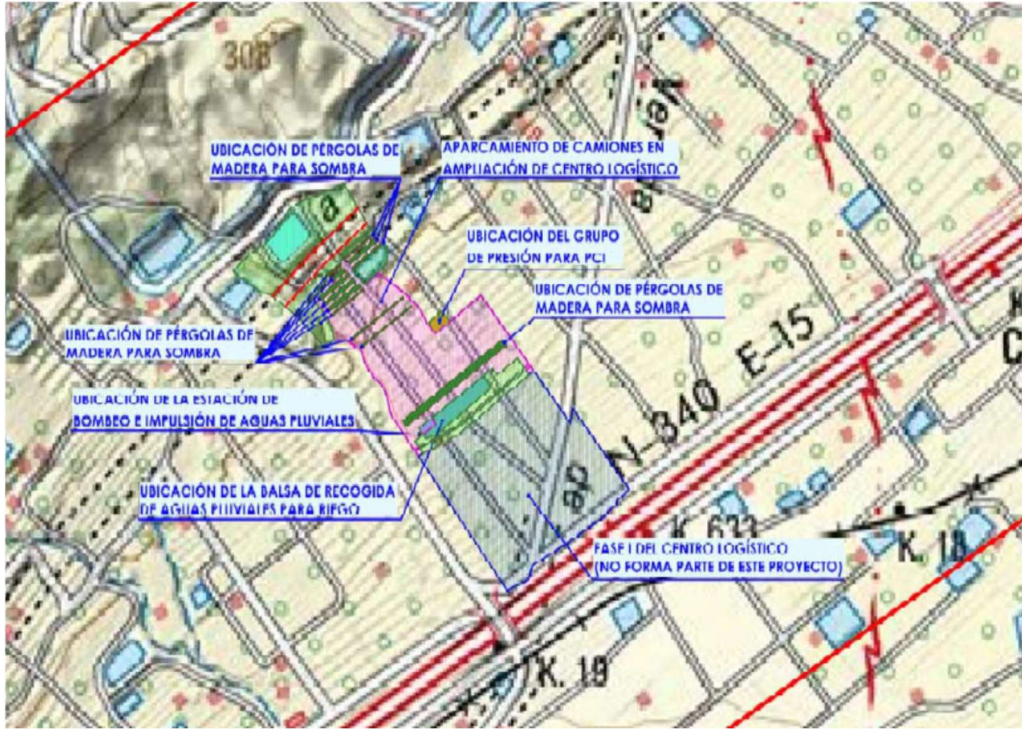 308
UBICACIÓN DE PÉRGOLAS DE
MADERA PARA SOMBRA
APARCAMIENTO DE CAMIONES EN
AMPLIACIÓN DE CENTRO LOGÍSTICO
UBICACIÓN DEL GRUPO
DE PRESIÓN PARA PCI
UBICACIÓN DE PÉRGOLAS DE
MADERA PARA SOMBRA
UBICACIÓN DE PÉRGOLAS DE
MADERA PARA SOMBRA
E-15
N-340
UBICACIÓN DE LA ESTACIÓN DE
BOMBEO E IMPULSIÓN DE AGUAS PLUVIALES
UBICACIÓN DE LA BALSA DE RECOGIDA
DE AGUAS PLUVIALES PARA RIEGO
de
K. 633
K. 18
FASE I DEL CENTRO LOGÍSTICO
(NO FORMA PARTE DE ESTE PROYECTO)
K. 19